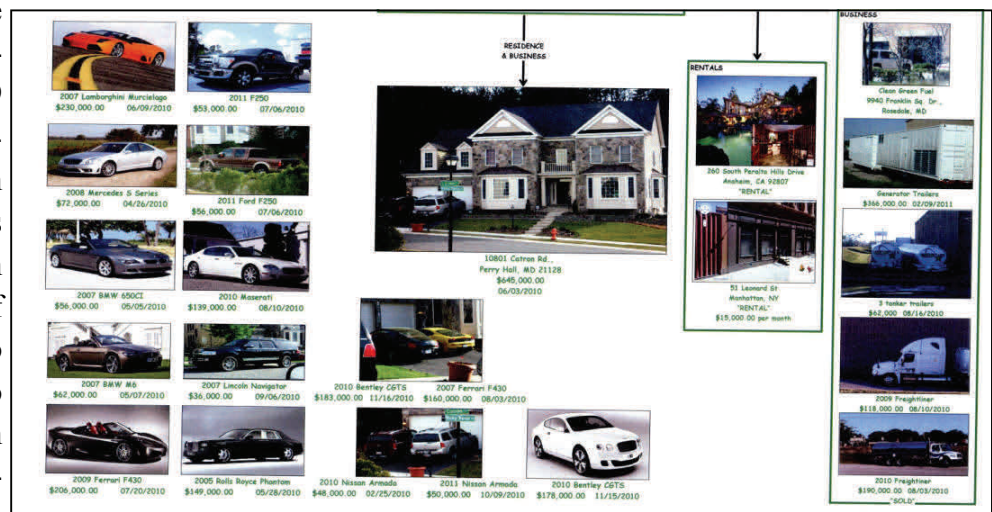 RESIDENCE
& BUSINESS
RENTALS
BUSINESS
2007 Lamborghini Murcielago
$230,000.00 06/09/2010
2011 F250
$53,000.00 07/06/2010
2008 Mercedes S Series
$72,000.00 04/26/2010
2011 Ford F250
$56,000.00 07/06/2010
2007 BMW 650CI
$56,000.00 05/05/2010
2010 Maserati
$139,000.00 08/10/2010
2007 BMW M6
$62,000.00 05/07/2010
2007 Lincoln Navigator
$36,000.00 09/06/2010
2009 Ferrari F430
$206,000.00 07/20/2010
2005 Rolls Royce Phantom
$149,000.00 05/28/2010
10801 Catron Rd.,
Perry Hall, MD 21128
$645,000.00
06/03/2010
2010 Bentley CGTS
$183,000.00 11/16/2010
2007 Ferrari F430
$160,000.00 08/03/2010
2010 Nissan Armada
$48,000.00 02/25/2010
2011 Nissan Armada
$50,000.00 10/09/2010
2010 Bentley CGTS
$178,000.00 11/15/2010
260 South Peralta Hills Drive
Anaheim, CA 92807
"RENTAL"
51 Leonard St
Manhattan, NY
"RENTAL"
$15,000.00 per month
Clean Green Fuel
9940 Franklin Sq. Dr.,
Rosedale, MD
Generator Trailers
$366,000.00 02/09/2011
3 tanker trailers
$62,000 08/16/2010
2009 Freightliner
$118,000.00 08/10/2010
2010 Freightliner
$190,000.00 08/03/2010
"SOLD"